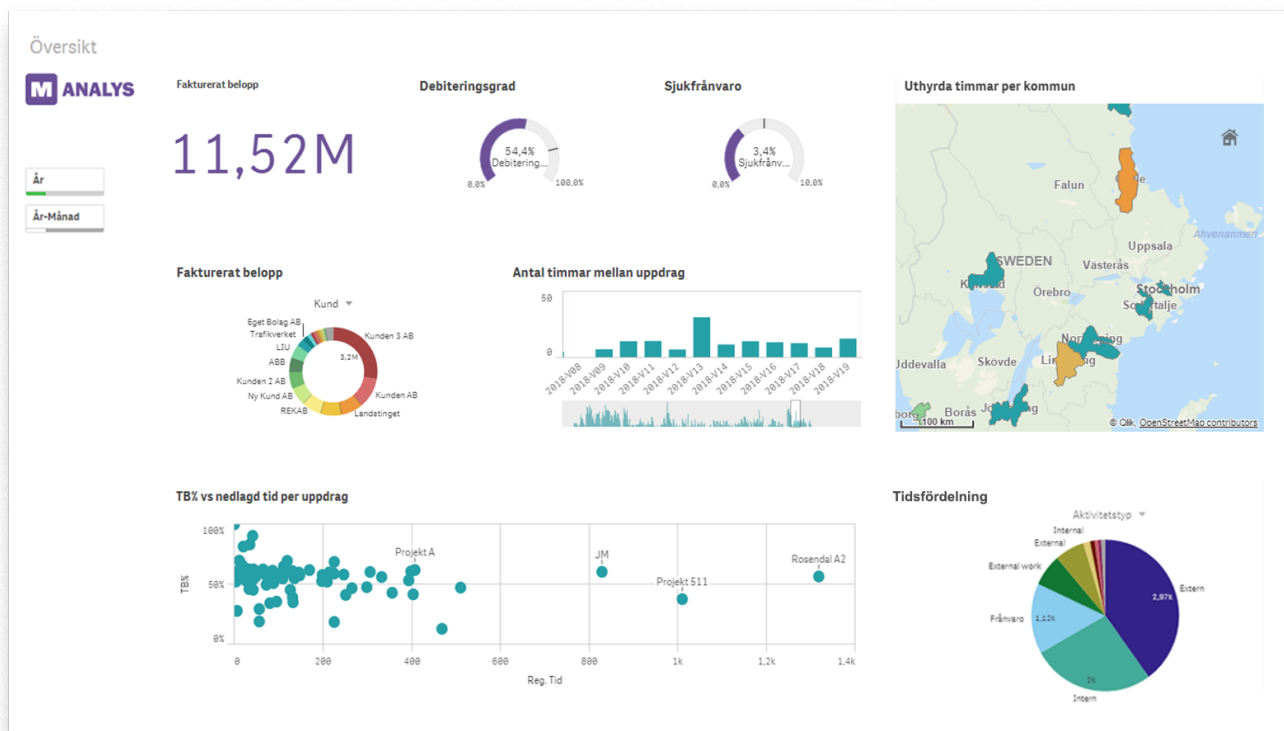 Översikt
M ANALYS
År
År-Månad
Fakturerat belopp
11,52M
Debiteringsgrad
54,4%
Debitering...
0,0%
100,0%
Sjukfrånvaro
3,4%
Sjukfrånv...
0,0%
10,0%
Uthyrda timmar per kommun
Falun
Uppsala
Ahvenanmeri
SWEDEN
Västerås
Örebro
Stockholm
Uddevalla
Skövde
Borås
100 km
© Qlik, OpenStreetMap contributors
Fakturerat belopp
Kund
Eget Bolag AB
Trafikverket
LIU
ABB
Kunden 2 AB
Ny Kund AB
REKAB
Kunden 3 AB
3,2M
Kunden AB
Landstinget
Antal timmar mellan uppdrag
50
0
2018-V08
2018-V09
2018-V10
2018-V11
2018-V12
2018-V13
2018-V14
2018-V15
2018-V16
2018-V17
2018-V18
2018-V19
TB% vs nedlagd tid per uppdrag
TB%
100%
50%
0%
Projekt A
JM
Projekt 511
Rosendal A2
0
200
400
600
800
1k
1,2k
1,4k
Reg. Tid
Tidsfördelning
Aktivitetstyp
Internal
External
External work
Frånvaro
1,12k
Extern
2,97k
2k
Intern